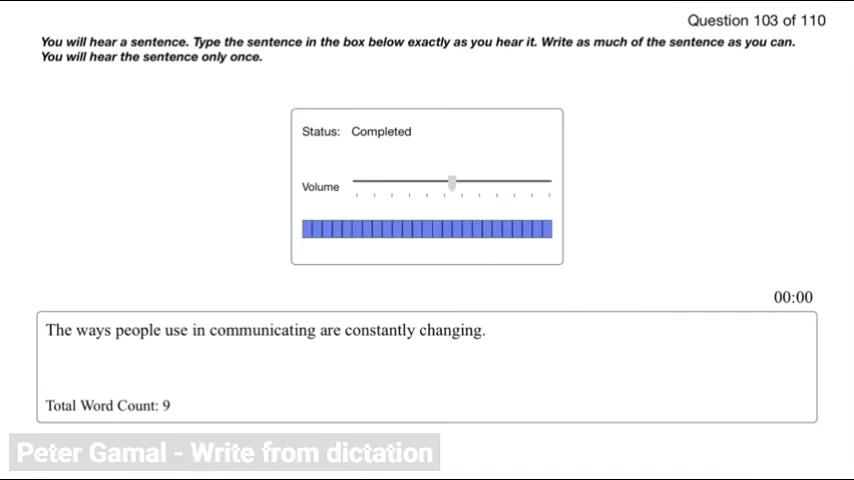 Question 103 of 110
You will hear a sentence. Type the sentence in the box below exactly as you hear it. Write as much of the sentence as you can.
You will hear the sentence only once.
Status: Completed
Volume
00:00
The ways people use in communicating are constantly changing.
Total Word Count: 9
Peter Gamal - Write from dictation